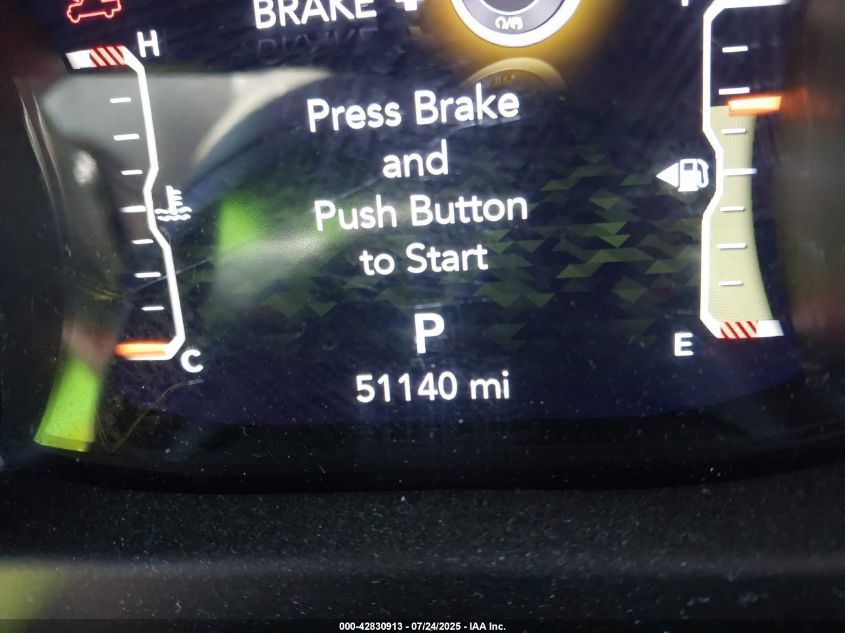 BRAKE +
H
Press Brake
and
Push Button
to Start
P
E
C
51140 mi
000-42830913 - 07/24/2025 - IAA Inc.